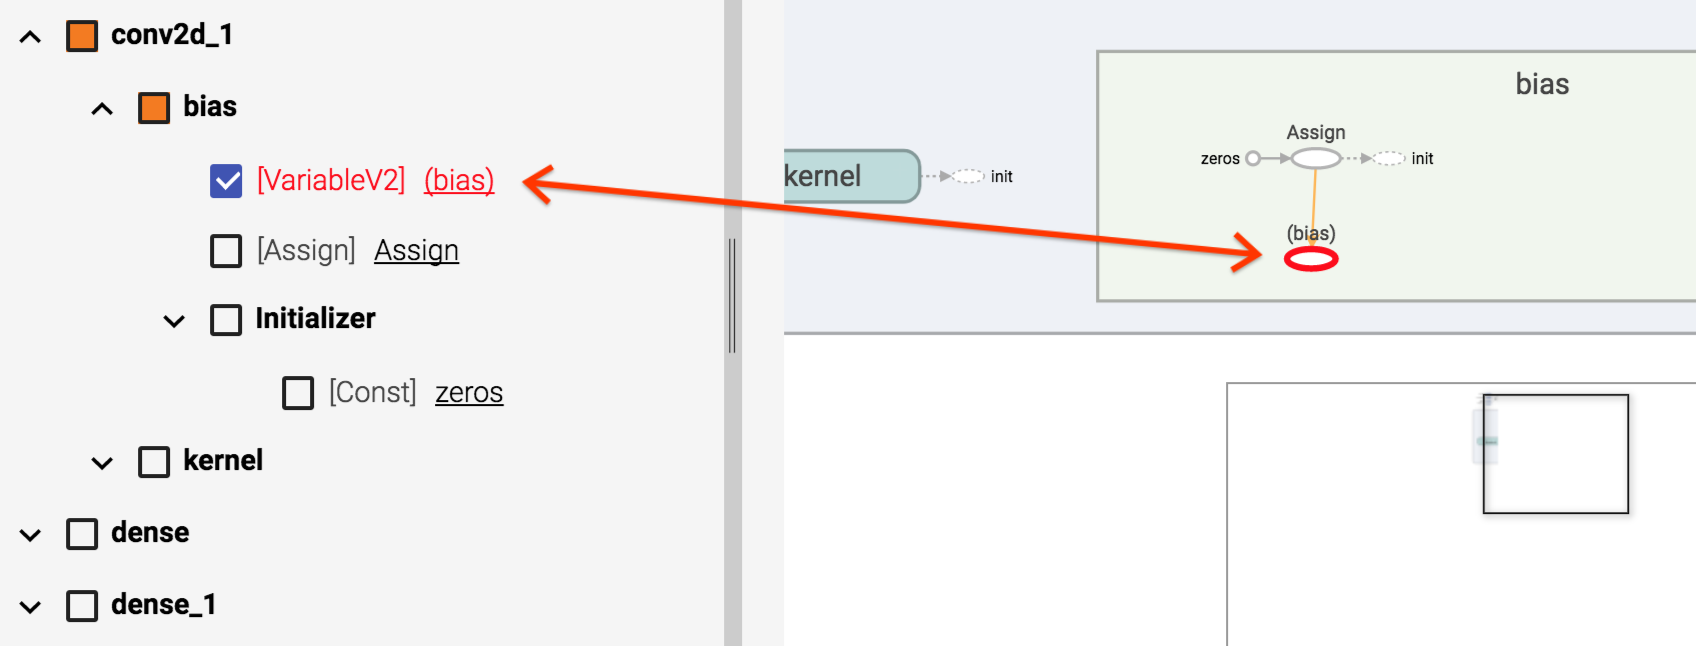 conv2d_1
bias
[VariableV2] (bias)
[Assign] Assign
Initializer
[Const] zeros
kernel
dense
dense_1
bias
Assign
zeros
init
(bias)
kernel
init